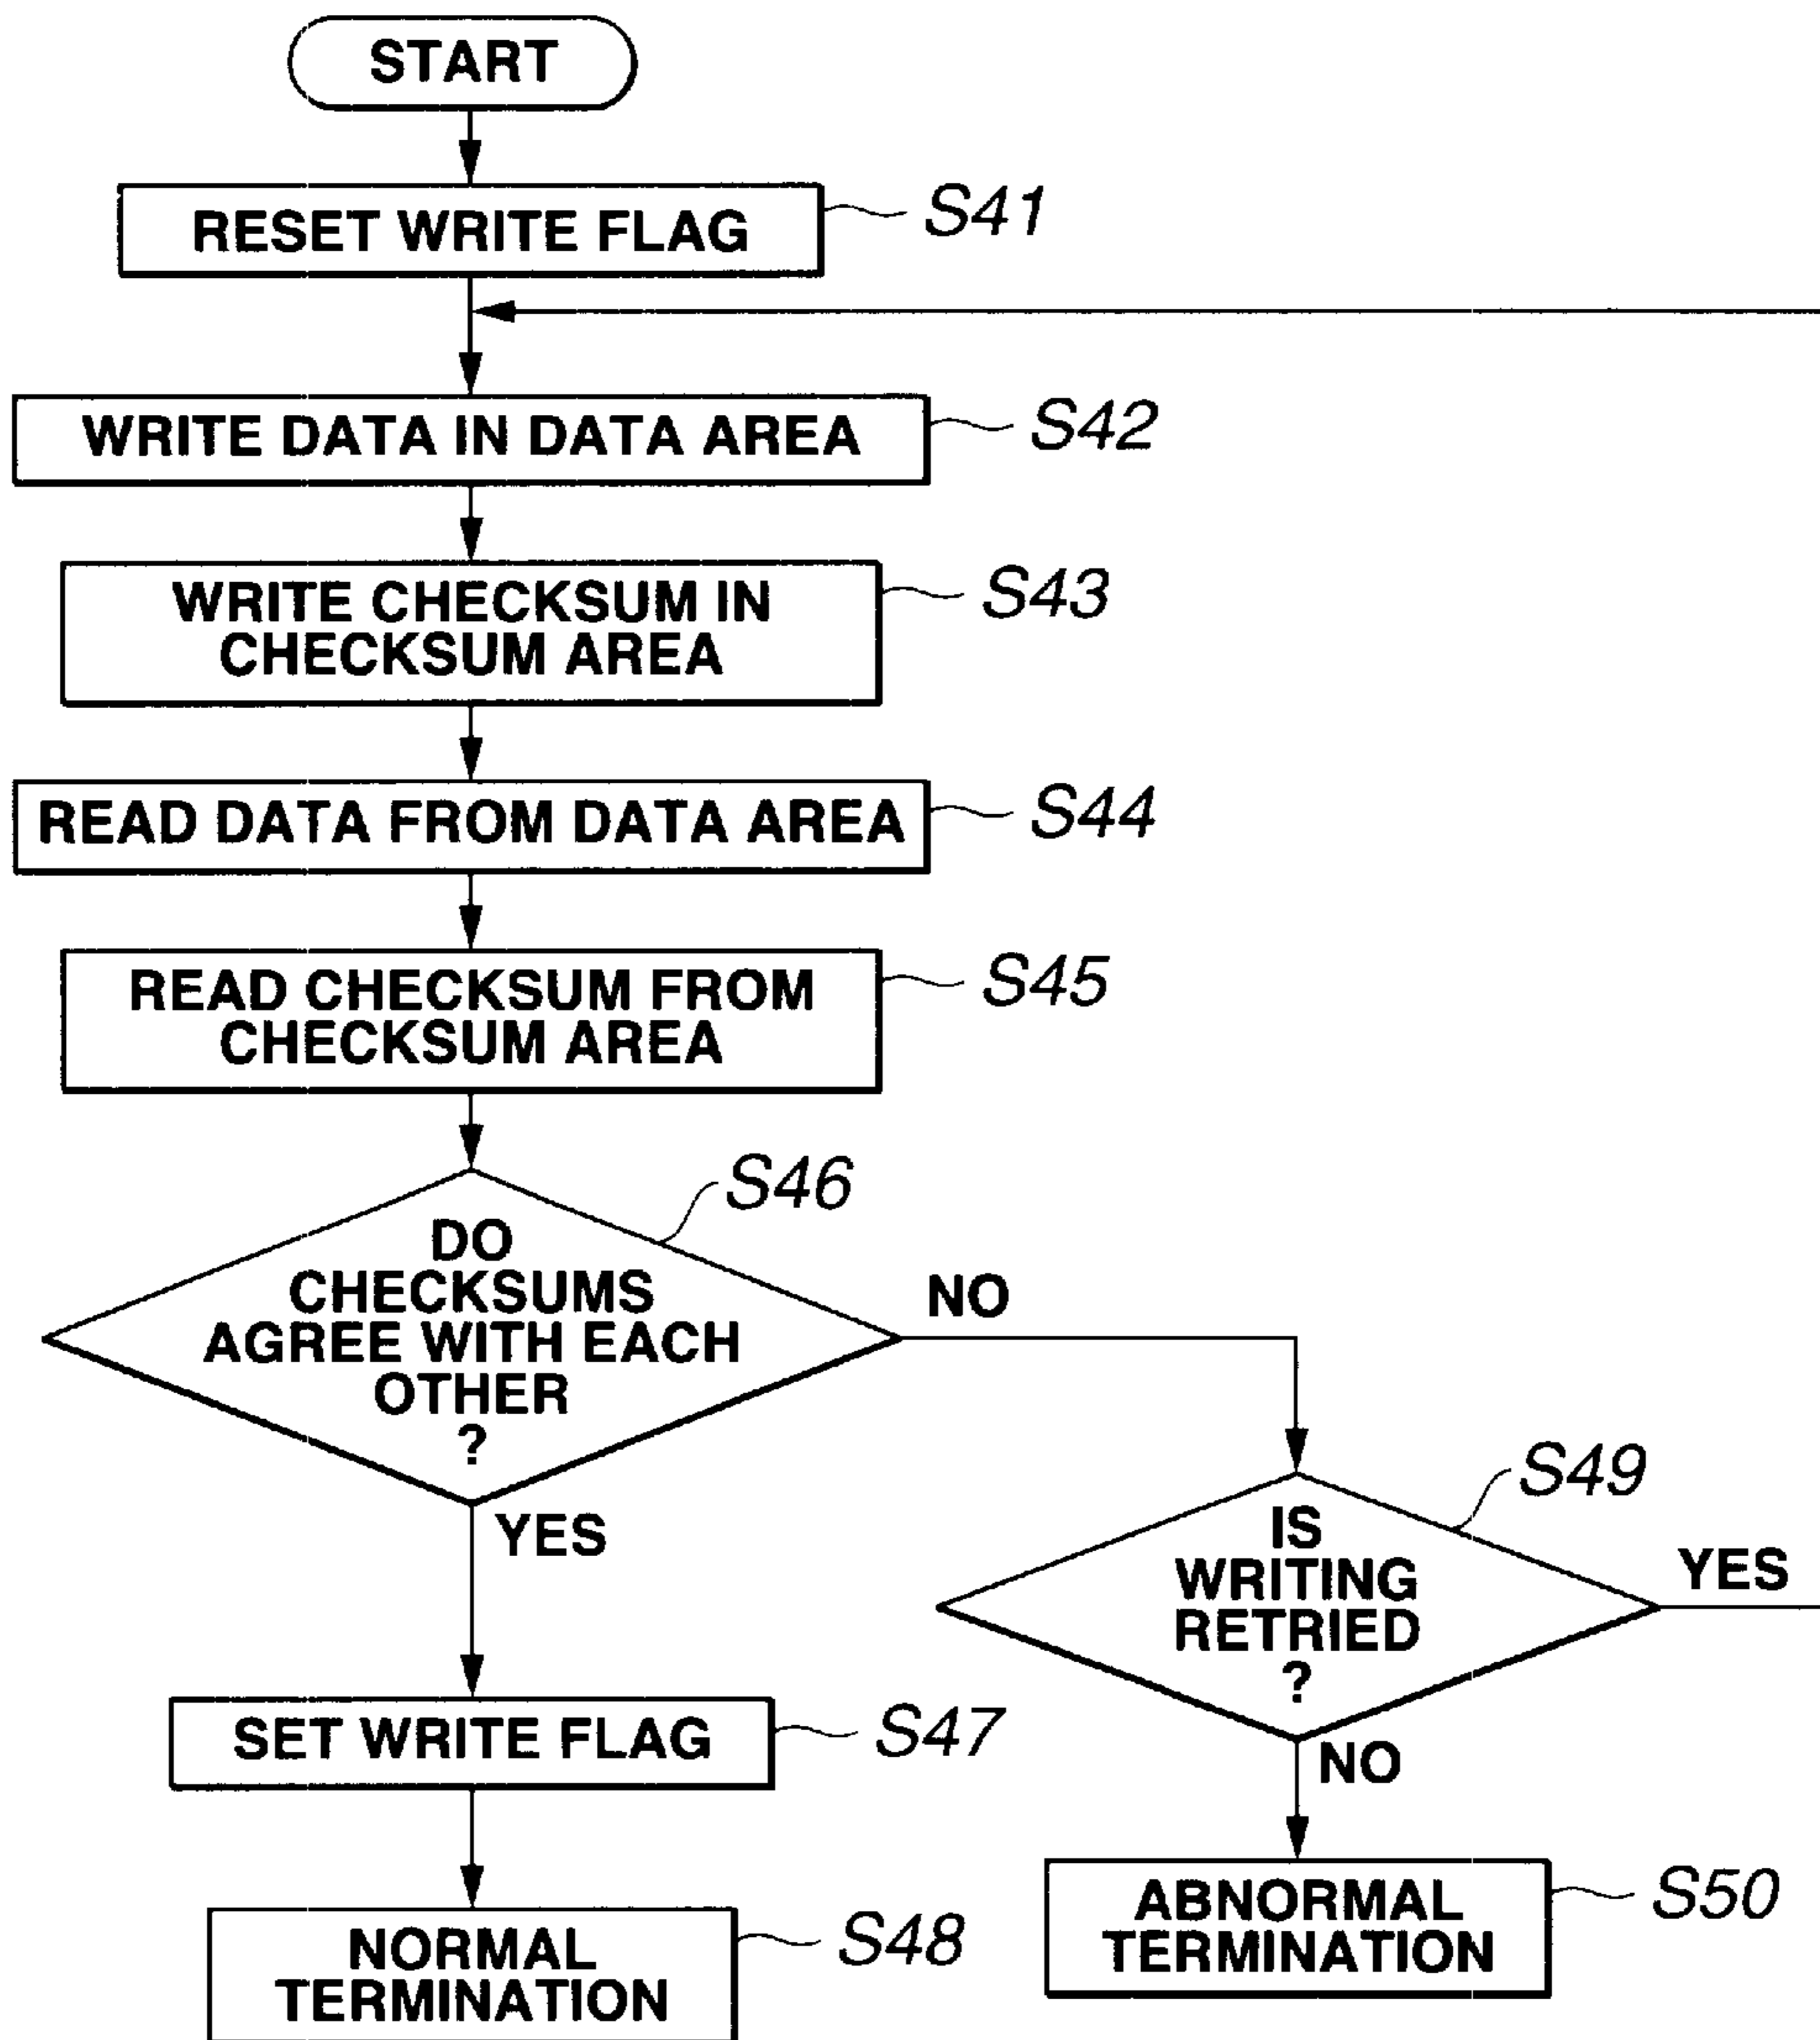 START
RESET WRITE FLAG
S41
WRITE DATA IN DATA AREA
S42
WRITE CHECKSUM IN
CHECKSUM AREA
S43
READ DATA FROM DATA AREA
S44
READ CHECKSUM FROM
CHECKSUM AREA
S45
S46
DO
CHECKSUMS
AGREE WITH EACH
OTHER
?
NO
YES
S49
IS
WRITING
RETRIED
?
YES
NO
SET WRITE FLAG
S47
NORMAL
TERMINATION
S48
ABNORMAL
TERMINATION
S50